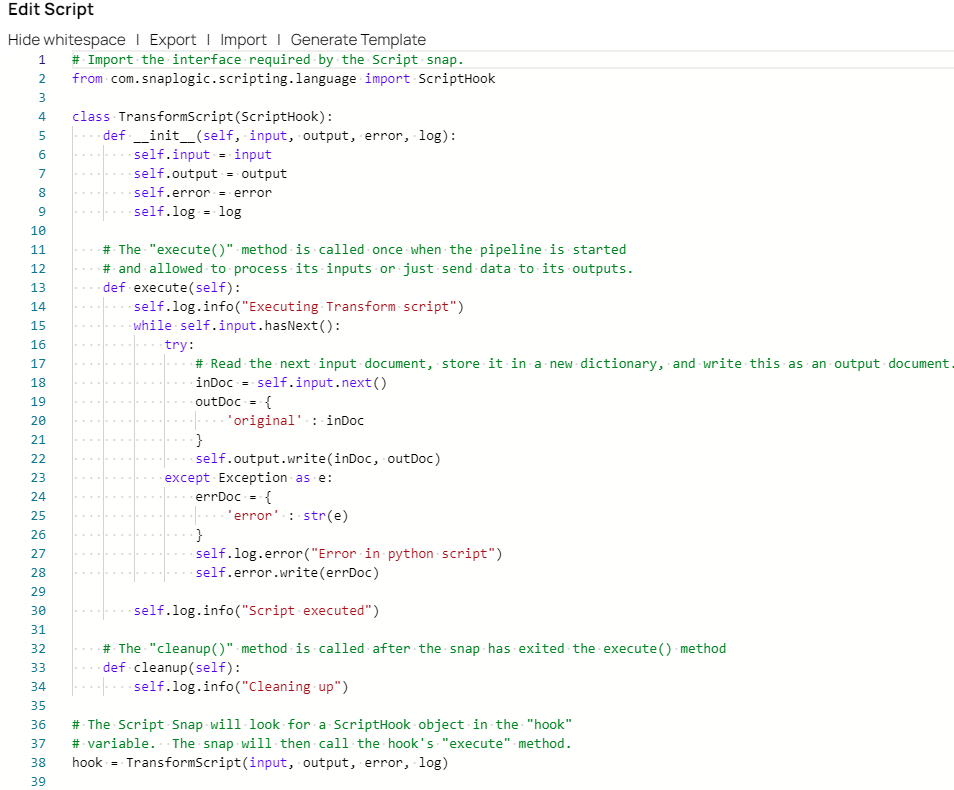 Edit Script
Hide whitespace | Export | Import | Generate Template
1 # Import the interface required by the Script snap.
2 from com.snaplogic.scripting.language import ScriptHook
3
4 class TransformScript(ScriptHook):
5     def __init__(self, input, output, error, log):
6         self.input = input
7         self.output = output
8         self.error = error
9         self.log = log
10
11     # The "execute()" method is called once when the pipeline is started
12     # and allowed to process its inputs or just send data to its outputs.
13     def execute(self):
14         self.log.info("Executing Transform script")
15         while self.input.hasNext():
16             try:
17                 # Read the next input document, store it in a new dictionary, and write this as an output document.
18                 inDoc = self.input.next()
19                 outDoc = {
20                     'original' : inDoc
21                 }
22                 self.output.write(inDoc, outDoc)
23             except Exception as e:
24                 errDoc = {
25                     'error' : str(e)
26                 }
27                 self.log.error("Error in python script")
28                 self.error.write(errDoc)
29
30         self.log.info("Script executed")
31
32     # The "cleanup()" method is called after the snap has exited the execute() method
33     def cleanup(self):
34         self.log.info("Cleaning up")
35
36 # The Script Snap will look for a ScriptHook object in the "hook"
37 # variable.  The snap will then call the hook's "execute" method.
38 hook = TransformScript(input, output, error, log)
39